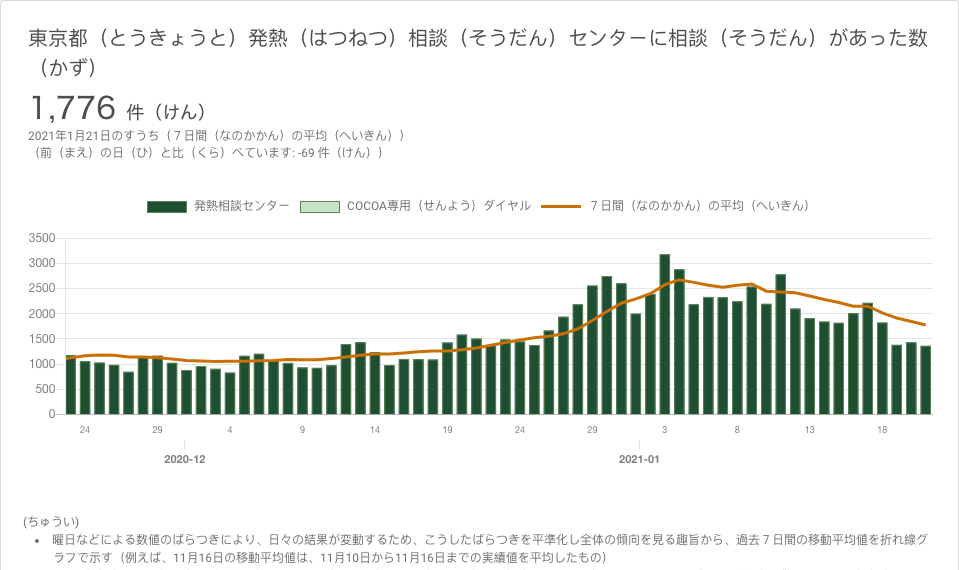 東京都（とうきょうと）発熱（はつねつ）相談（そうだん）センターに相談（そうだん）があった数
（かず）
1,776 件（けん）
2021年1月21日のすうち（７日間（なのかかん）の平均（へいきん））
（前（まえ）の日（ひ）と比（くら）べています: -69 件（けん））
発熱相談センター COCOA専用（せんよう）ダイヤル ７日間（なのかかん）の平均（へいきん）
3500
3000
2500
2000
1500
1000
500
0
24 29 4 9 14 19 24 29 3 8 13 18
2020-12 2021-01
(ちゅうい)
• 曜日などによる数値のばらつきにより、日々の結果が変動するため、こうしたばらつきを平準化し全体の傾向を見る趣旨から、過去７日間の移動平均値を折れ線グ
ラフで示す（例えば、11月16日の移動平均値は、11月10日から11月16日までの実績値を平均したもの）